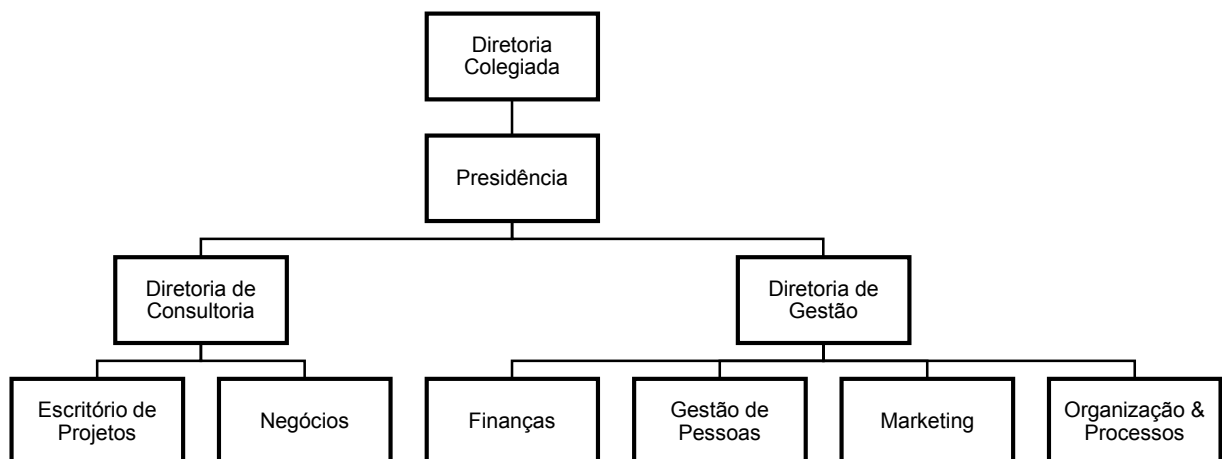 Diretoria
Colegiada
Presidência
Diretoria de
Consultoria
Diretoria de
Gestão
Escritório de
Projetos
Negócios
Finanças
Gestão de
Pessoas
Marketing
Organização &
Processos